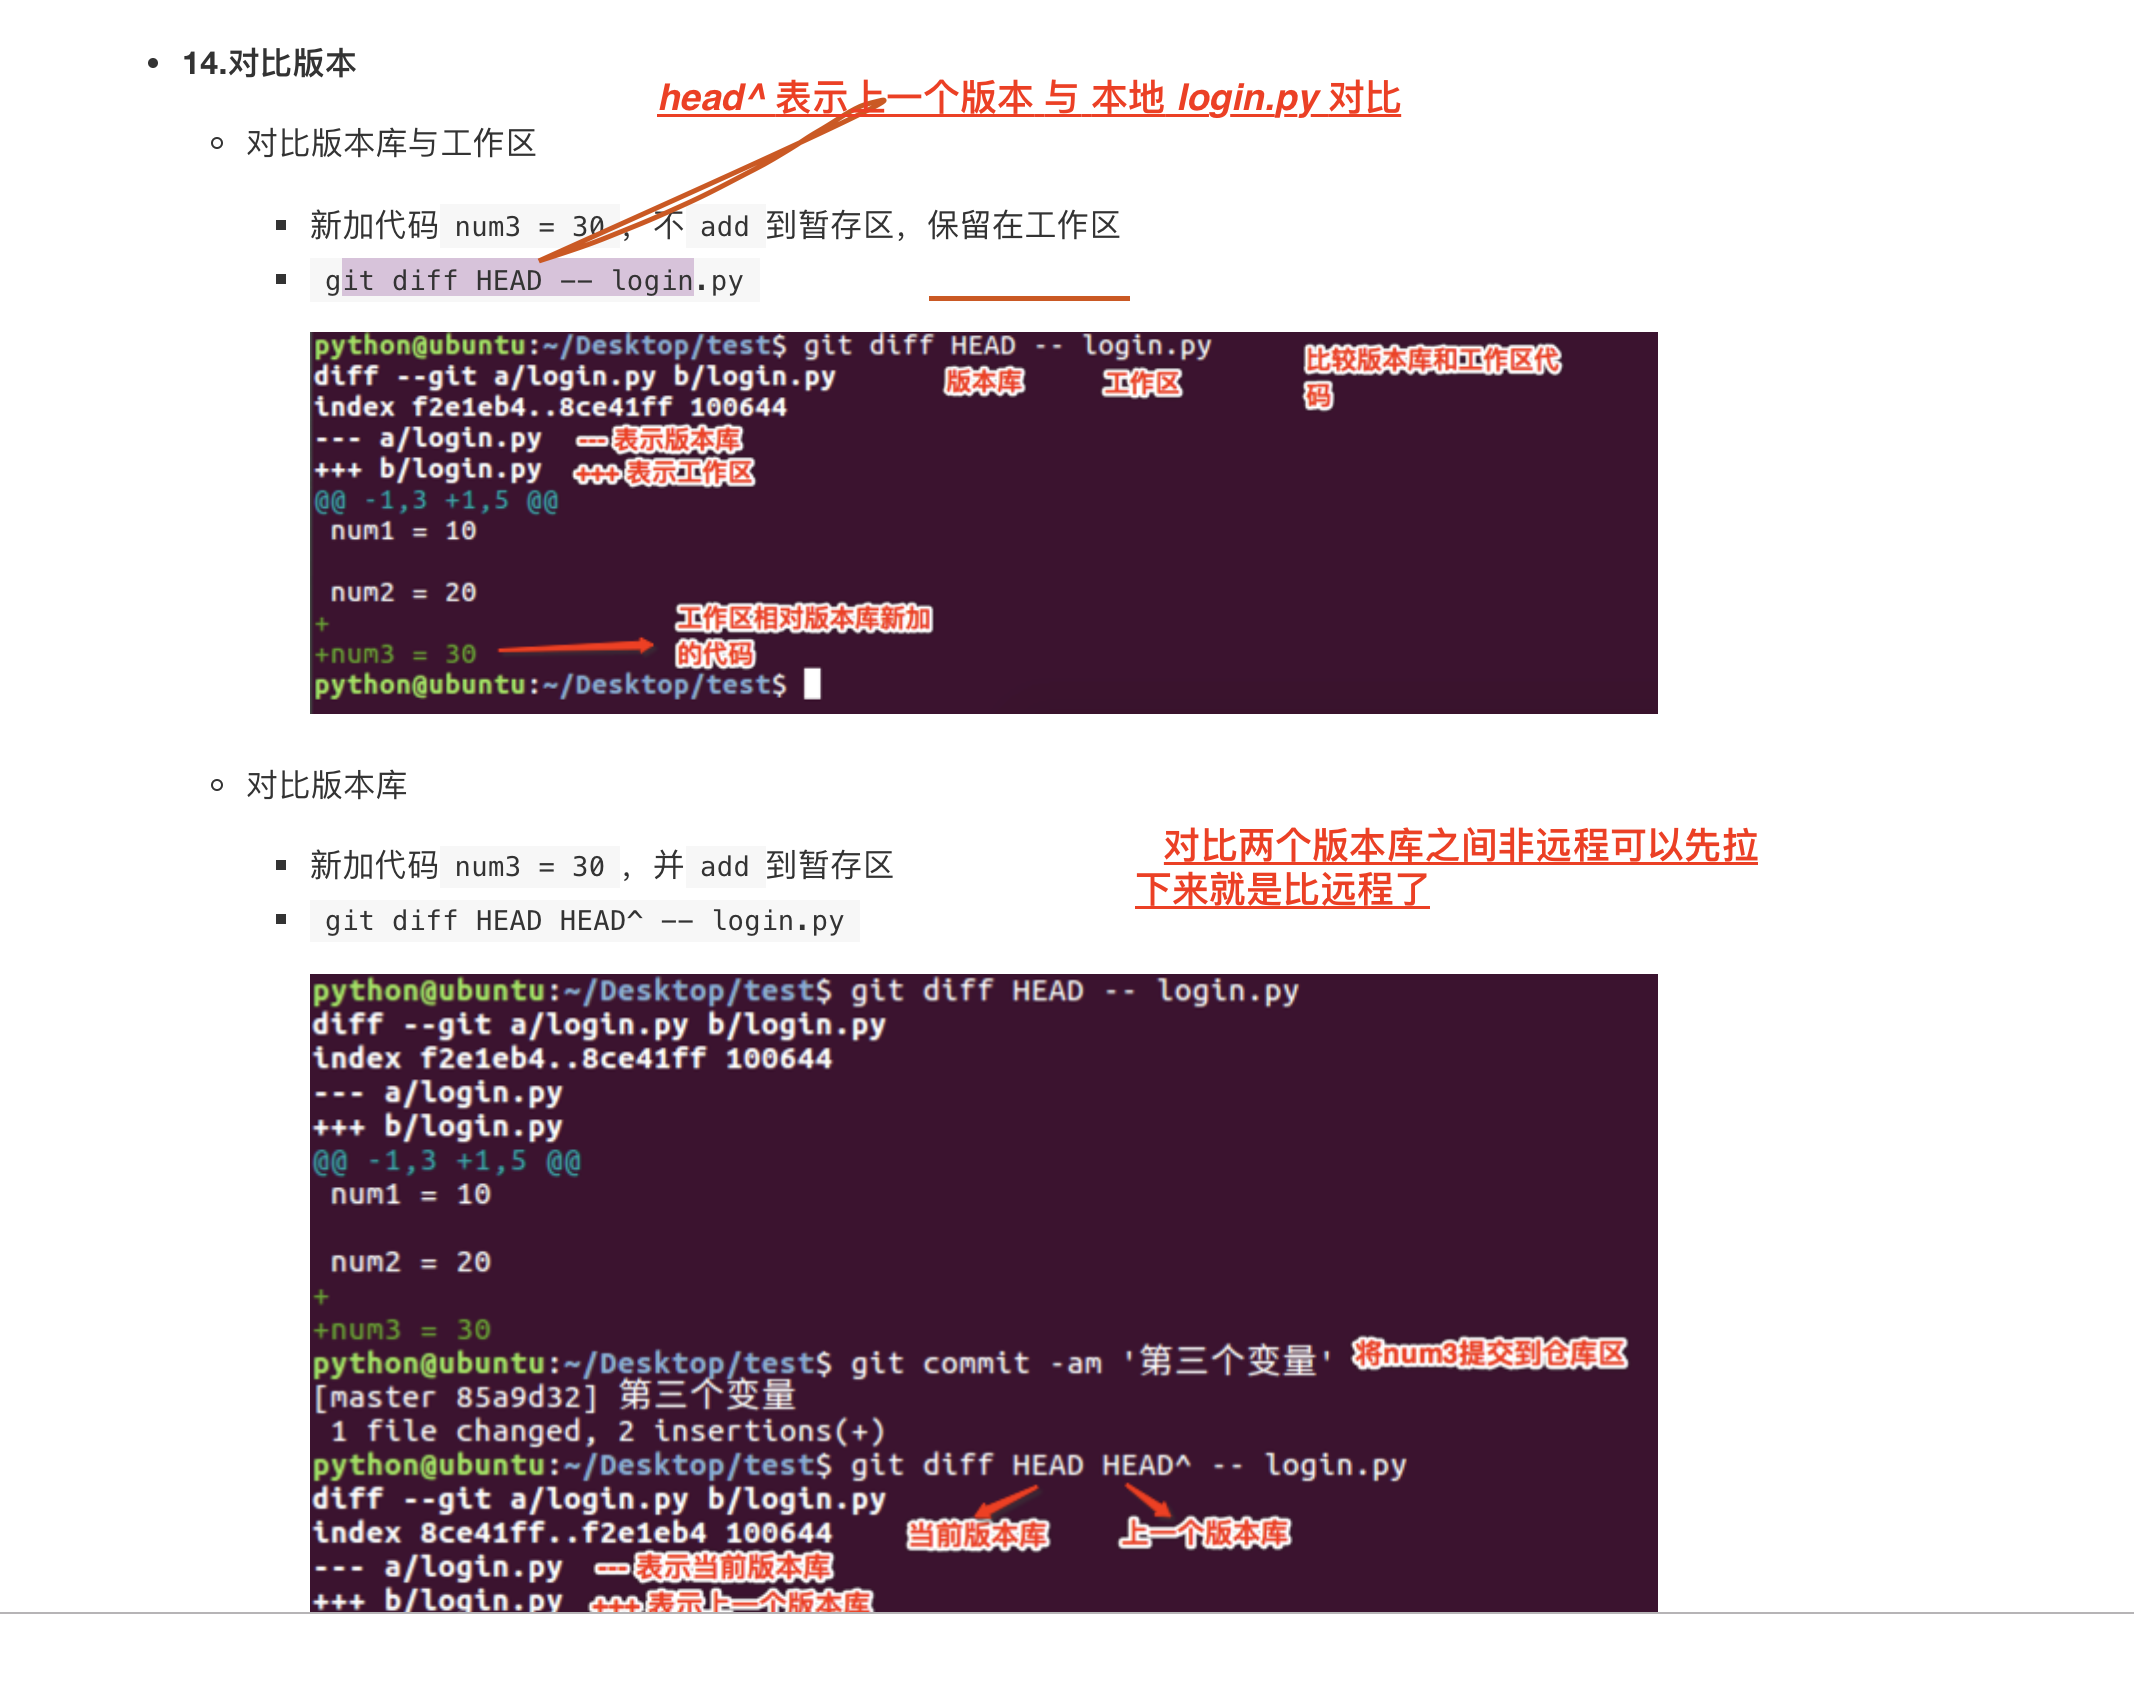 14.对比版本
head^ 表示上一个版本 与 本地 login.py 对比
对比版本库与工作区
新加代码 num3 = 30 ，不 add 到暂存区，保留在工作区
git diff HEAD -- login.py
python@ubuntu:~/Desktop/test$ git diff HEAD -- login.py
比较版本库和工作区代
码
diff --git a/login.py b/login.py
版本库 工作区
index f2e1eb4..8ce41ff 100644
--- a/login.py --- 表示版本库
+++ b/login.py +++ 表示工作区
@@ -1,3 +1,5 @@
num1 = 10
num2 = 20
+
+num3 = 30
工作区相对版本库新加
的代码
python@ubuntu:~/Desktop/test$
对比版本库
对比两个版本库之间非远程可以先拉
下来就是比远程了
新加代码 num3 = 30 ，并 add 到暂存区
git diff HEAD HEAD^ -- login.py
python@ubuntu:~/Desktop/test$ git diff HEAD -- login.py
diff --git a/login.py b/login.py
index f2e1eb4..8ce41ff 100644
--- a/login.py
+++ b/login.py
@@ -1,3 +1,5 @@
num1 = 10
num2 = 20
+
+num3 = 30
python@ubuntu:~/Desktop/test$ git commit -am '第三个变量' 将num3提交到仓库区
[master 85a9d32] 第三个变量
1 file changed, 2 insertions(+)
python@ubuntu:~/Desktop/test$ git diff HEAD HEAD^ -- login.py
diff --git a/login.py b/login.py
index 8ce41ff..f2e1eb4 100644 当前版本库 上一个版本库
--- a/login.py --- 表示当前版本库
+++ b/login.py +++ 表示上一个版本库